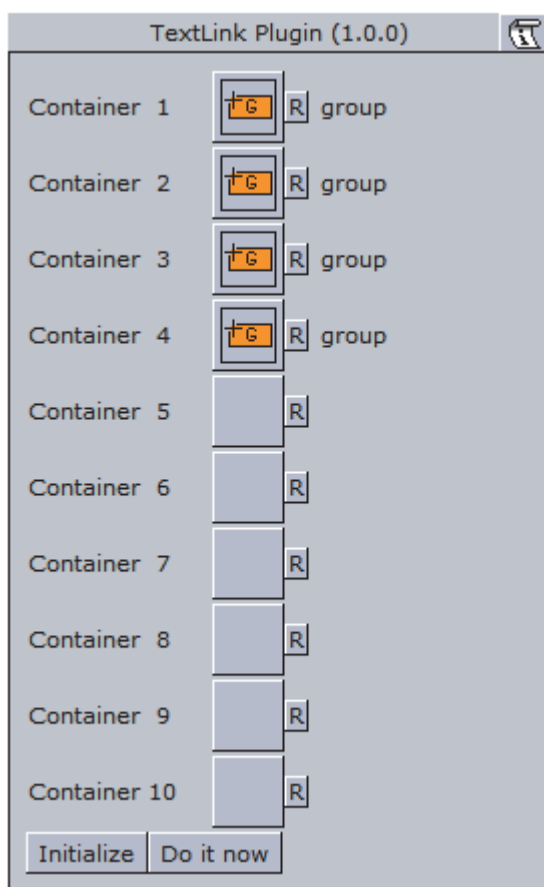 TextLink Plugin (1.0.0)
Container 1 G R group
Container 2 G R group
Container 3 G R group
Container 4 G R group
Container 5 R
Container 6 R
Container 7 R
Container 8 R
Container 9 R
Container 10 R
Initialize Do it now